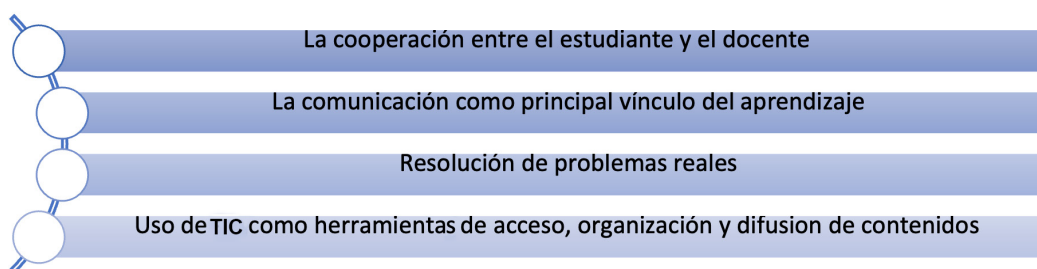 La cooperación entre el estudiante y el docente
La comunicación como principal vínculo del aprendizaje
Resolución de problemas reales
Uso de TIC como herramientas de acceso, organización y difusion de contenidos